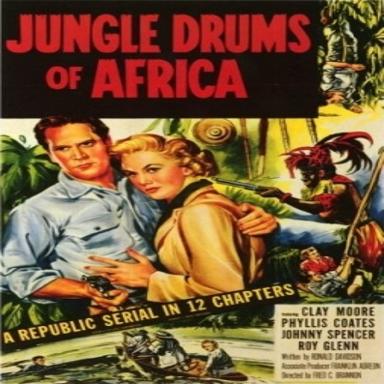 JUNGLE DRUMS
OF AFRICA
A REPUBLIC SERIAL IN 12 CHAPTERS
featuring CLAY MOORE
PHYLLIS COATES
JOHNNY SPENCER
ROY GLENN
Written by RONALD DAVIDSON
Associate Producer FRANKLIN ADREON
Directed by FRED C. BRANNON